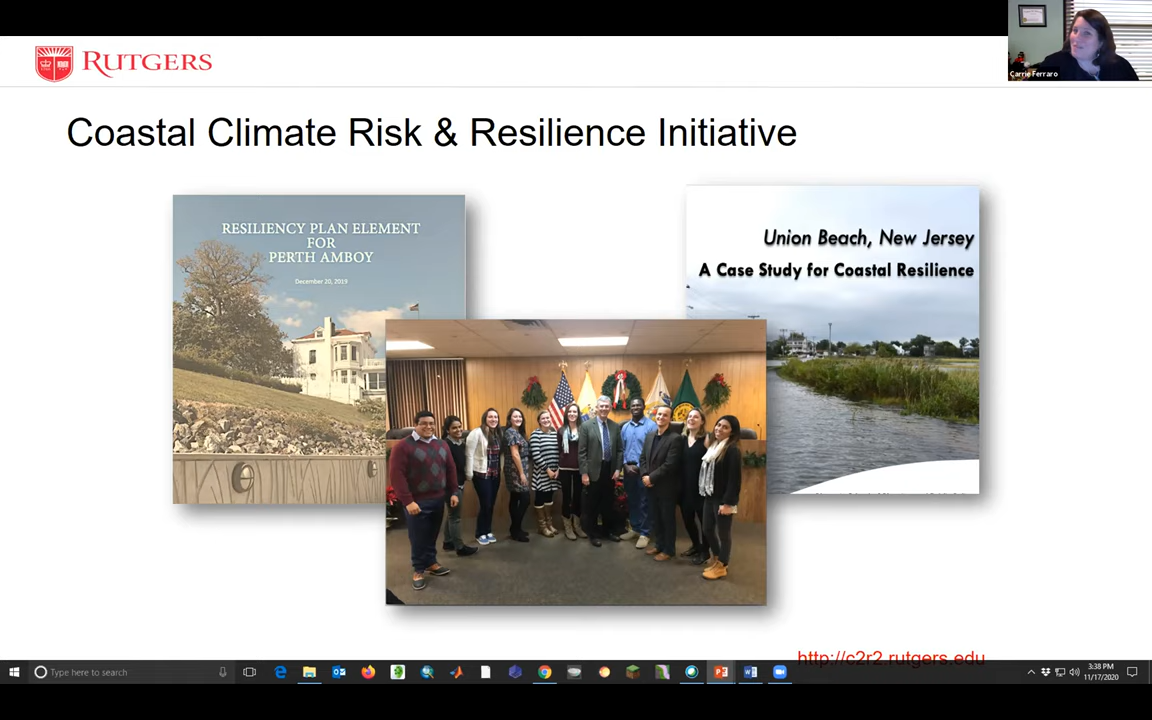 Carrie Ferraro
RUTGERS
Coastal Climate Risk & Resilience Initiative
RESILIENCY PLAN ELEMENT
FOR
PERTH AMBOY
December 20, 2019
Union Beach, New Jersey
A Case Study for Coastal Resilience
http://c2r2.rutgers.edu
Type here to search
3:38 PM
11/17/2020